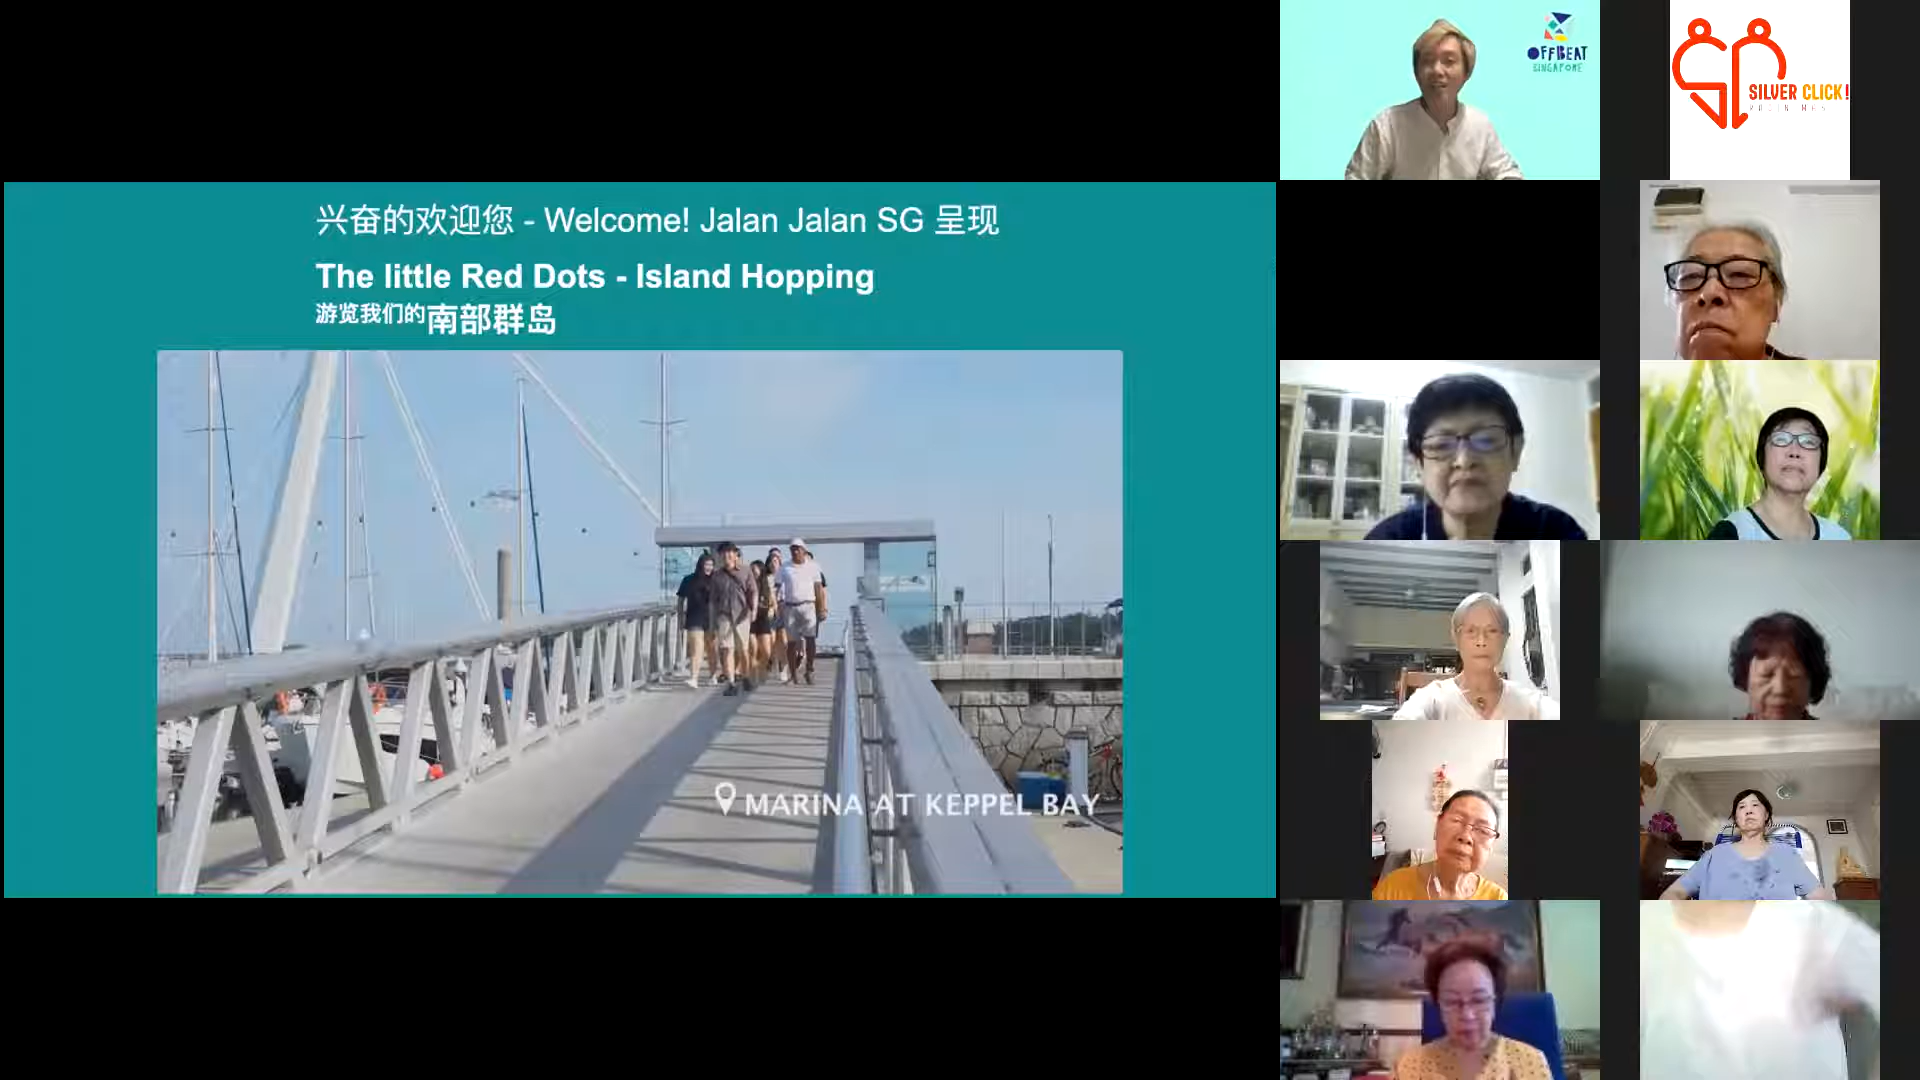 兴奋的欢迎您 - Welcome! Jalan Jalan SG 呈现
The little Red Dots - Island Hopping
游览我们的南部群岛
MARINA AT KEPPEL BAY
OFFBEAT
SINGAPORE
SILVER CLICK!